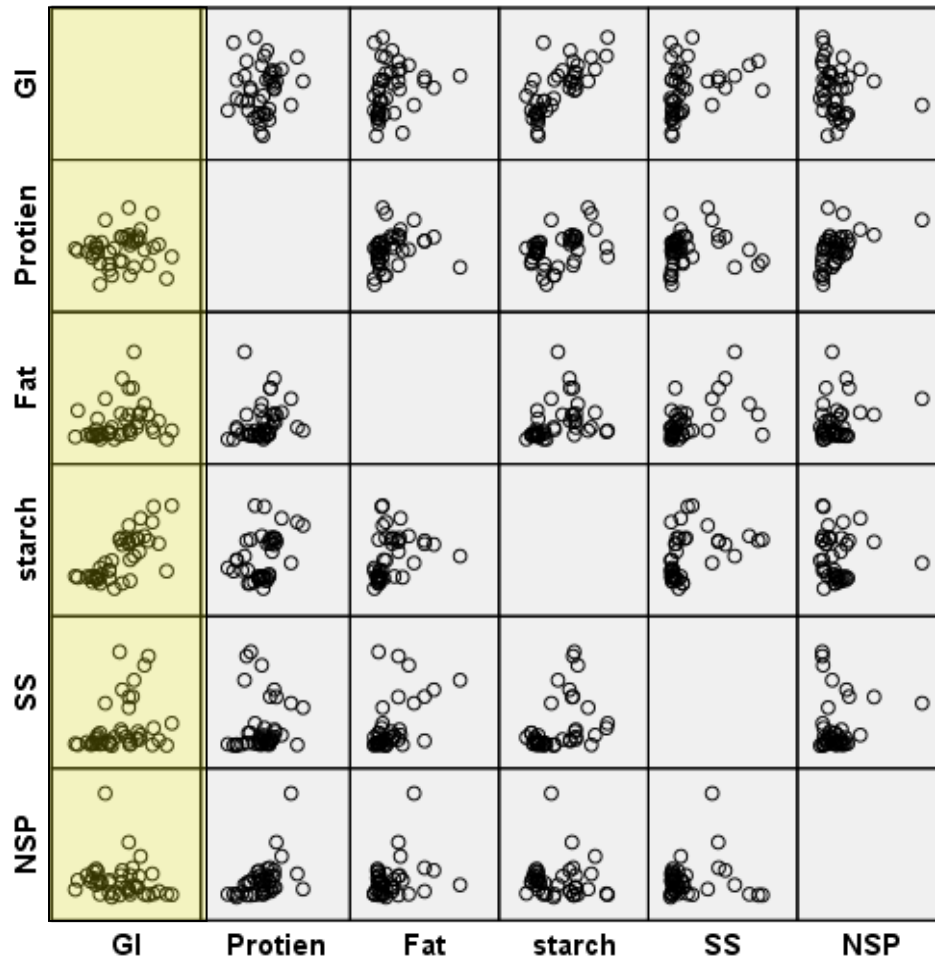 GI
Protien
Fat
starch
SS
NSP
GI Protien Fat starch SS NSP